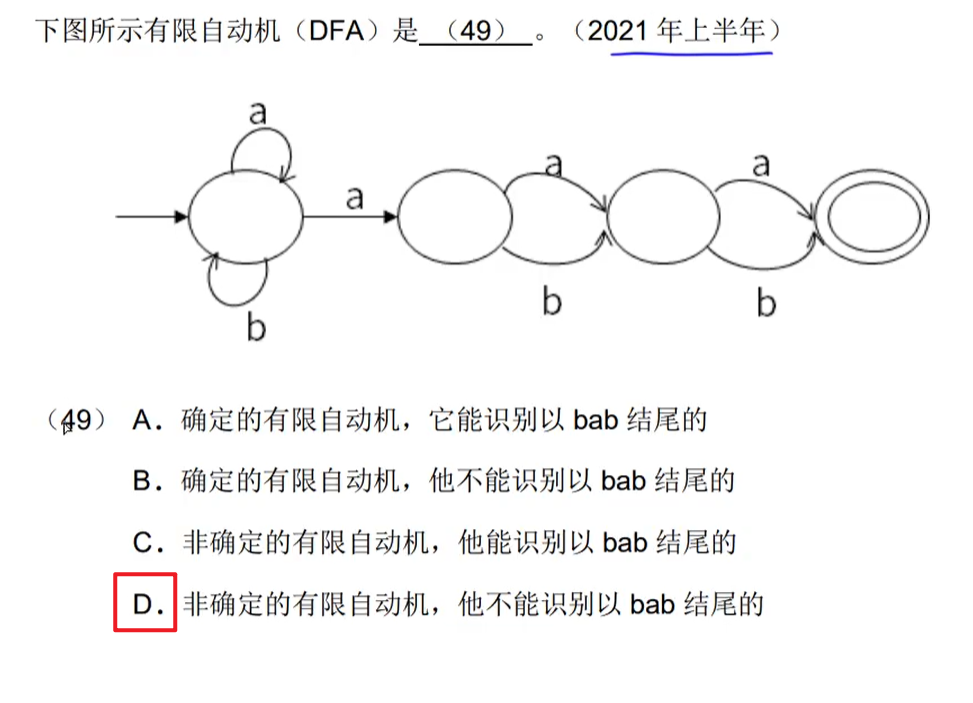 下图所示有限自动机（DFA）是 （49） 。（2021 年上半年）
a
a
a
a
b
b
b
（49） A．确定的有限自动机，它能识别以 bab 结尾的
B．确定的有限自动机，他不能识别以 bab 结尾的
C．非确定的有限自动机，他能识别以 bab 结尾的
D．非确定的有限自动机，他不能识别以 bab 结尾的